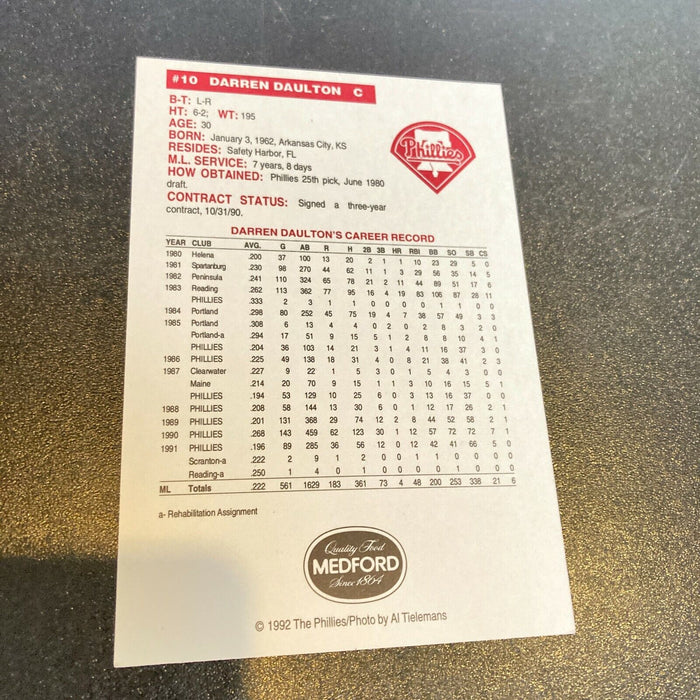 #10 DARREN DAULTON C
B-T: L-R
HT: 6-2; WT: 195
AGE: 30
BORN: January 3, 1962, Arkansas City, KS
RESIDES: Safety Harbor, FL
M.L. SERVICE: 7 years, 8 days
HOW OBTAINED: Phillies 25th pick, June 1980
draft.
CONTRACT STATUS: Signed a three-year
contract, 10/31/90.
Phillies
DARREN DAULTON'S CAREER RECORD
YEAR CLUB AVG. G AB R H 2B 3B HR RBI BB SO SB CS
1980 Helena .200 37 100 13 20 2 1 1 10 23 29 5 0
1981 Spartanburg .230 98 270 44 62 11 1 3 29 56 35 14 5
1982 Peninsula .241 110 324 65 78 21 2 11 44 89 51 17 6
1983 Reading .262 113 362 77 95 16 4 19 83 106 87 28 11
PHILLIES .333 2 3 1 1 0 0 0 0 1 1 0 0
1984 Portland .298 80 252 45 75 19 4 7 38 57 49 3 3
1985 Portland .308 6 13 4 4 0 2 0 2 8 3 2 0
Portland-a .294 17 51 9 15 5 1 2 8 8 10 4 1
PHILLIES .204 36 103 14 21 3 1 4 11 16 37 3 0
1986 PHILLIES .225 49 138 18 31 4 0 8 21 38 41 2 3
1987 Clearwater .227 9 22 1 5 3 0 1 5 4 3 0 0
Maine .214 20 70 9 15 1 1 3 10 16 15 5 1
PHILLIES .194 53 129 10 25 6 0 3 13 16 37 0 0
1988 PHILLIES .208 58 144 13 30 6 0 1 12 17 26 2 1
1989 PHILLIES .201 131 368 29 74 12 2 8 44 52 58 2 1
1990 PHILLIES .268 143 459 62 123 30 1 12 57 72 72 7 1
1991 PHILLIES .196 89 285 36 56 12 0 12 42 41 66 5 0
Scranton-a .222 2 9 1 2 0 0 0 1 0 0 0 0
Reading-a .250 1 4 0 1 0 0 0 0 0 1 0 0
ML Totals .222 561 1629 183 361 73 4 48 200 253 338 21 6
a- Rehabilitation Assignment
Quality Food
MEDFORD
Since 1864
© 1992 The Phillies/Photo by Al Tielemans